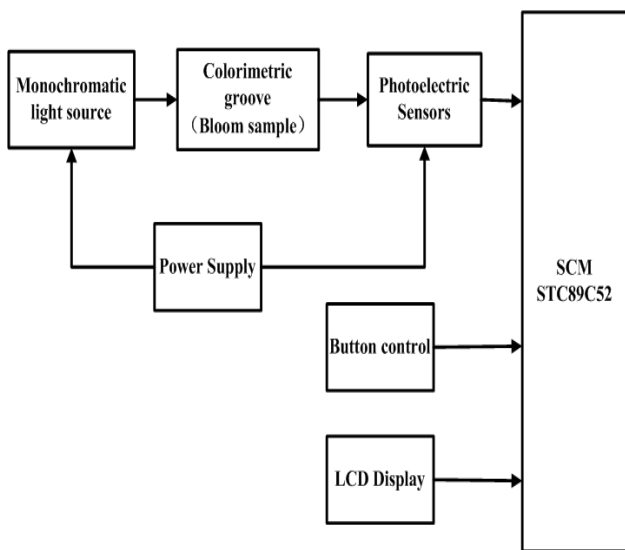 Monochromatic
light source
Colorimetric
groove
（Bloom sample）
Photoelectric
Sensors
Power Supply
SCM
STC89C52
Button control
LCD Display